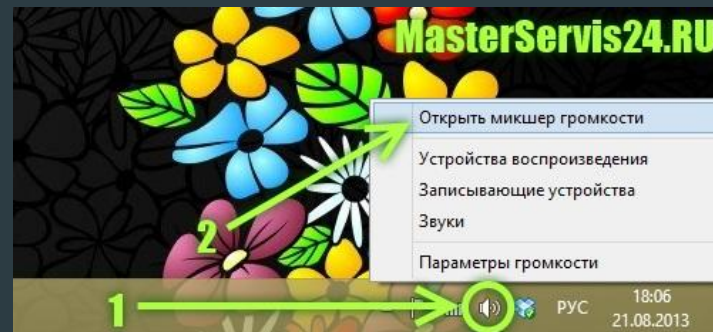 MasterServis24.RU
Открыть микшер громкости
Устройства воспроизведения
Записывающие устройства
Звуки
2
Параметры громкости
1
РУС
18:06
21.08.2013